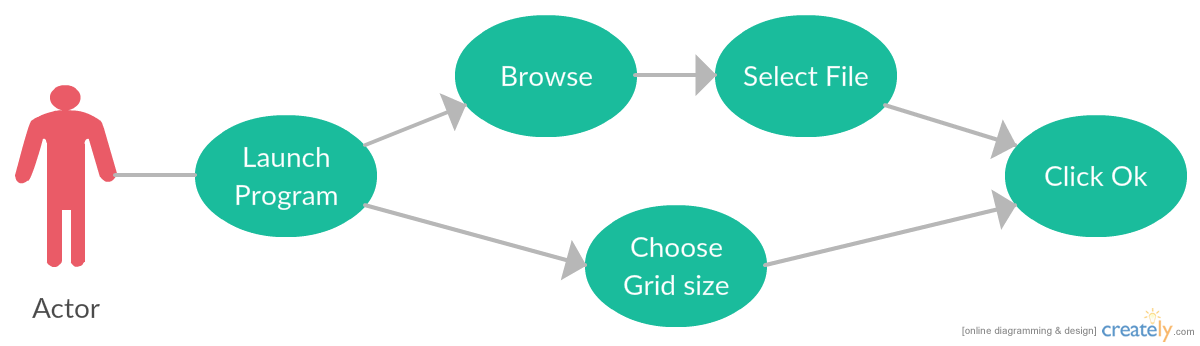 Browse
Select File
Launch
Program
Click Ok
Choose
Grid size
Actor
[online diagramming & design] creately.com